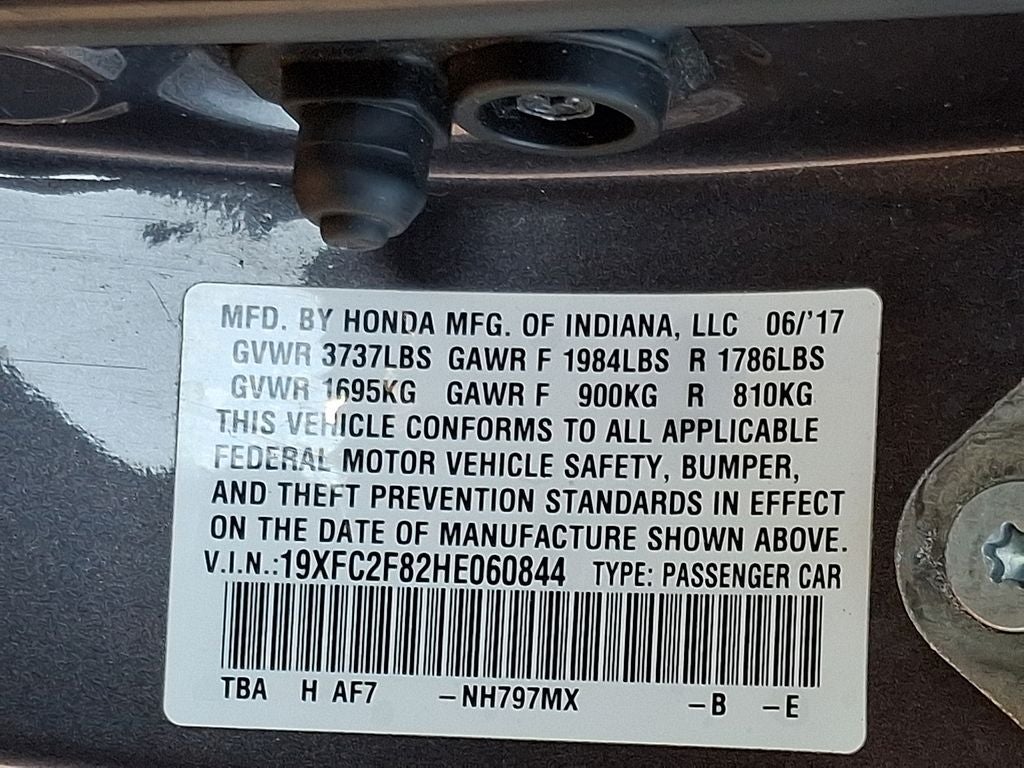 MFD. BY HONDA MFG. OF INDIANA, LLC 06/'17
GVWR 3737LBS GAWR F 1984LBS R 1786LBS
GVWR 1695KG GAWR F 900KG R 810KG
THIS VEHICLE CONFORMS TO ALL APPLICABLE
FEDERAL MOTOR VEHICLE SAFETY, BUMPER,
AND THEFT PREVENTION STANDARDS IN EFFECT
ON THE DATE OF MANUFACTURE SHOWN ABOVE.
V.I.N.:19XFC2F82HE060844 TYPE: PASSENGER CAR
TBA H AF7 –NH797MX –B –E